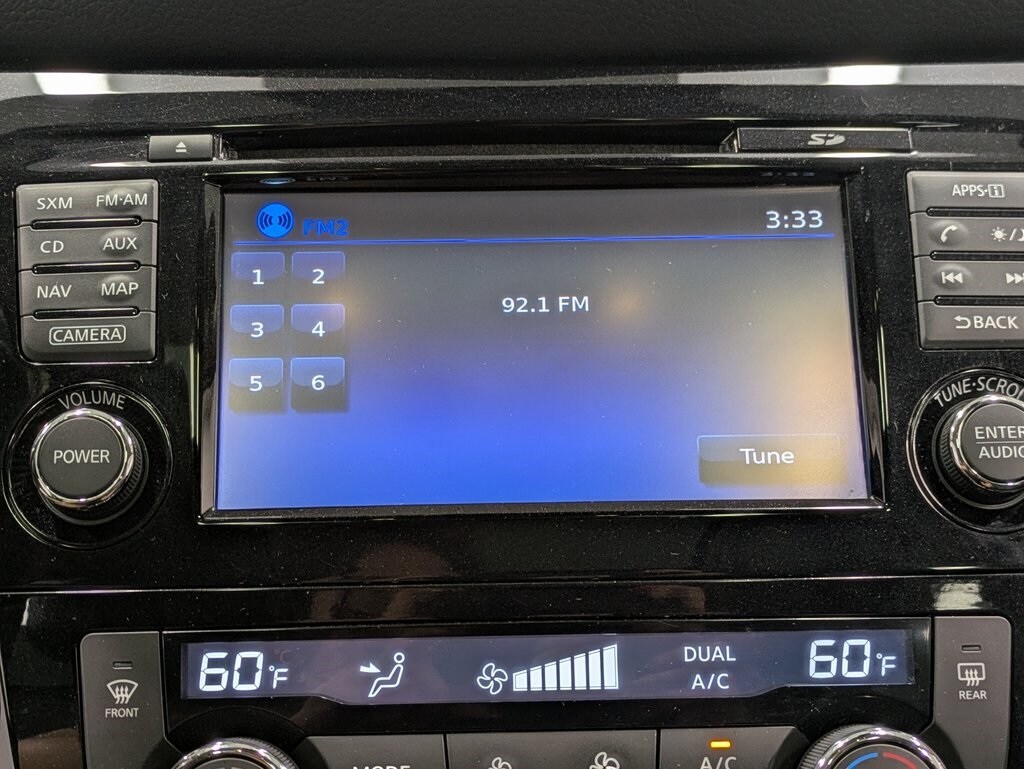 SD
SXM FM·AM
CD AUX
NAV MAP
CAMERA
VOLUME
POWER
FM2 3:33
1 2
3 4
5 6
92.1 FM
Tune
APPS·i
BACK
TUNE·SCROLL
ENTER
AUDIO
FRONT
60°F
DUAL
A/C
60°F
REAR
MODE
A/C